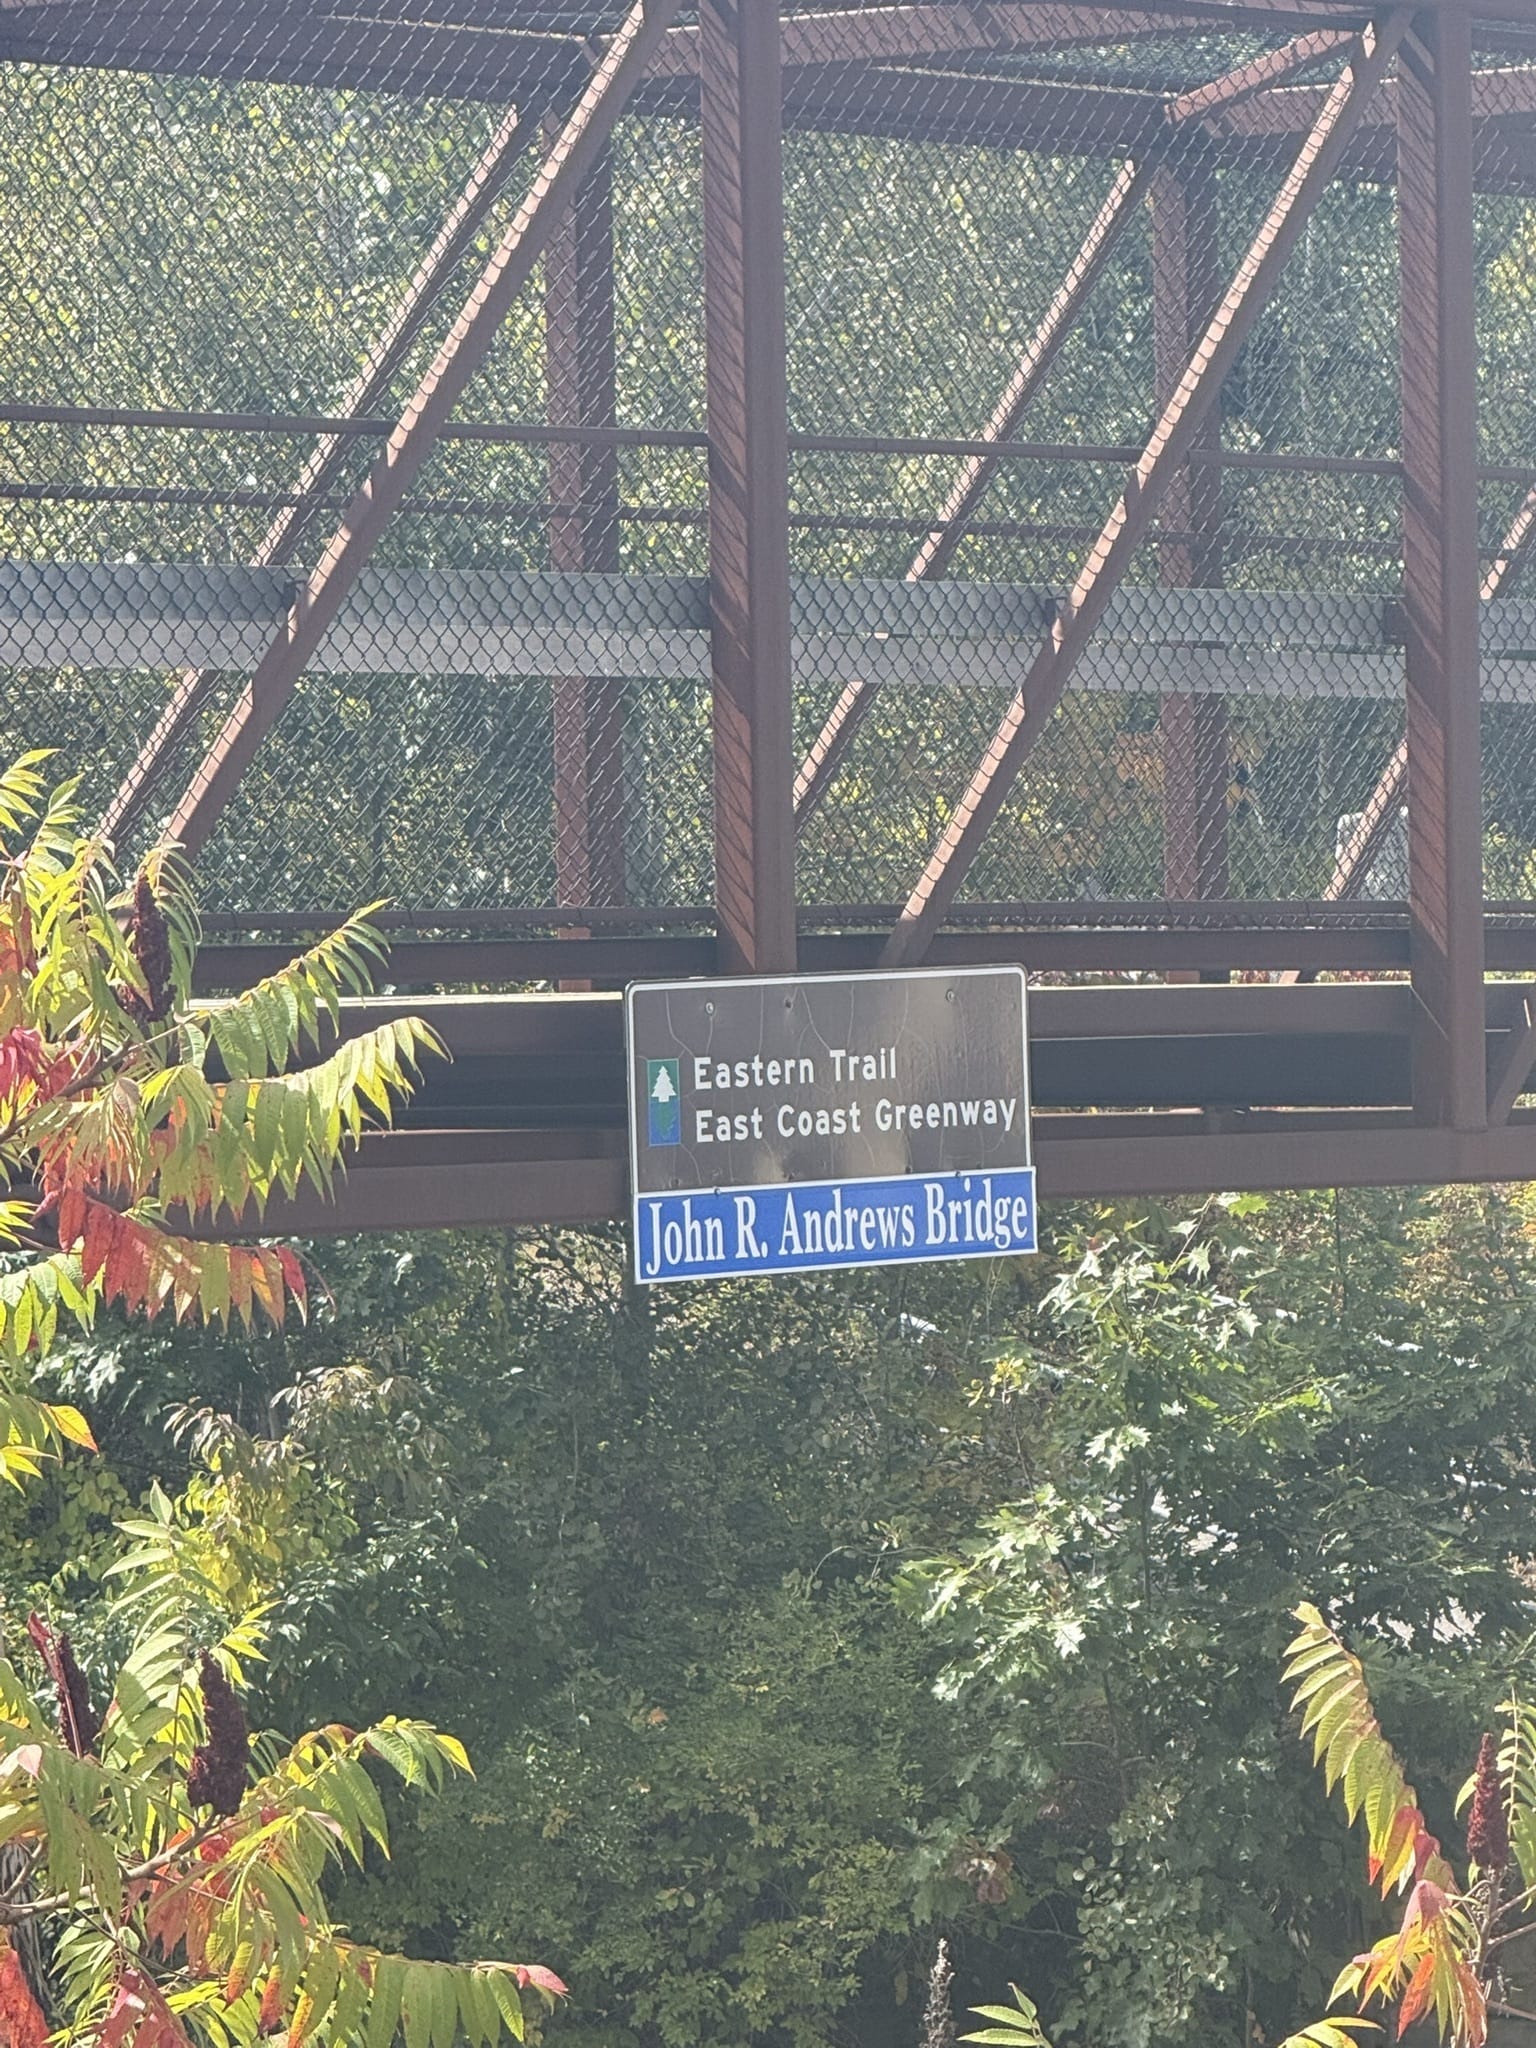 Eastern Trail
East Coast Greenway
John R. Andrews Bridge